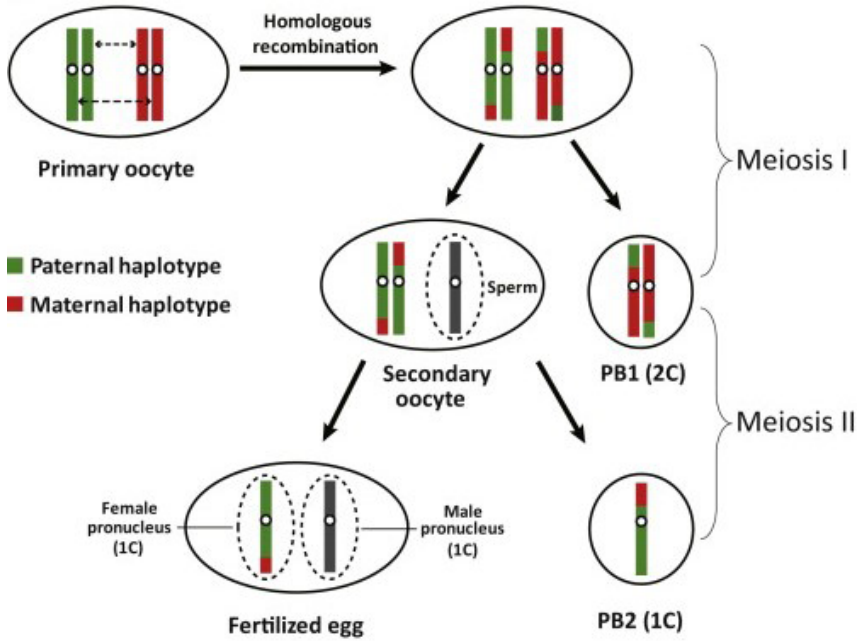 Homologous
recombination
Primary oocyte
Meiosis I
Paternal haplotype
Maternal haplotype
Sperm
Secondary
oocyte
PB1 (2C)
Meiosis II
Female
pronucleus
(1C)
Male
pronucleus
(1C)
Fertilized egg
PB2 (1C)